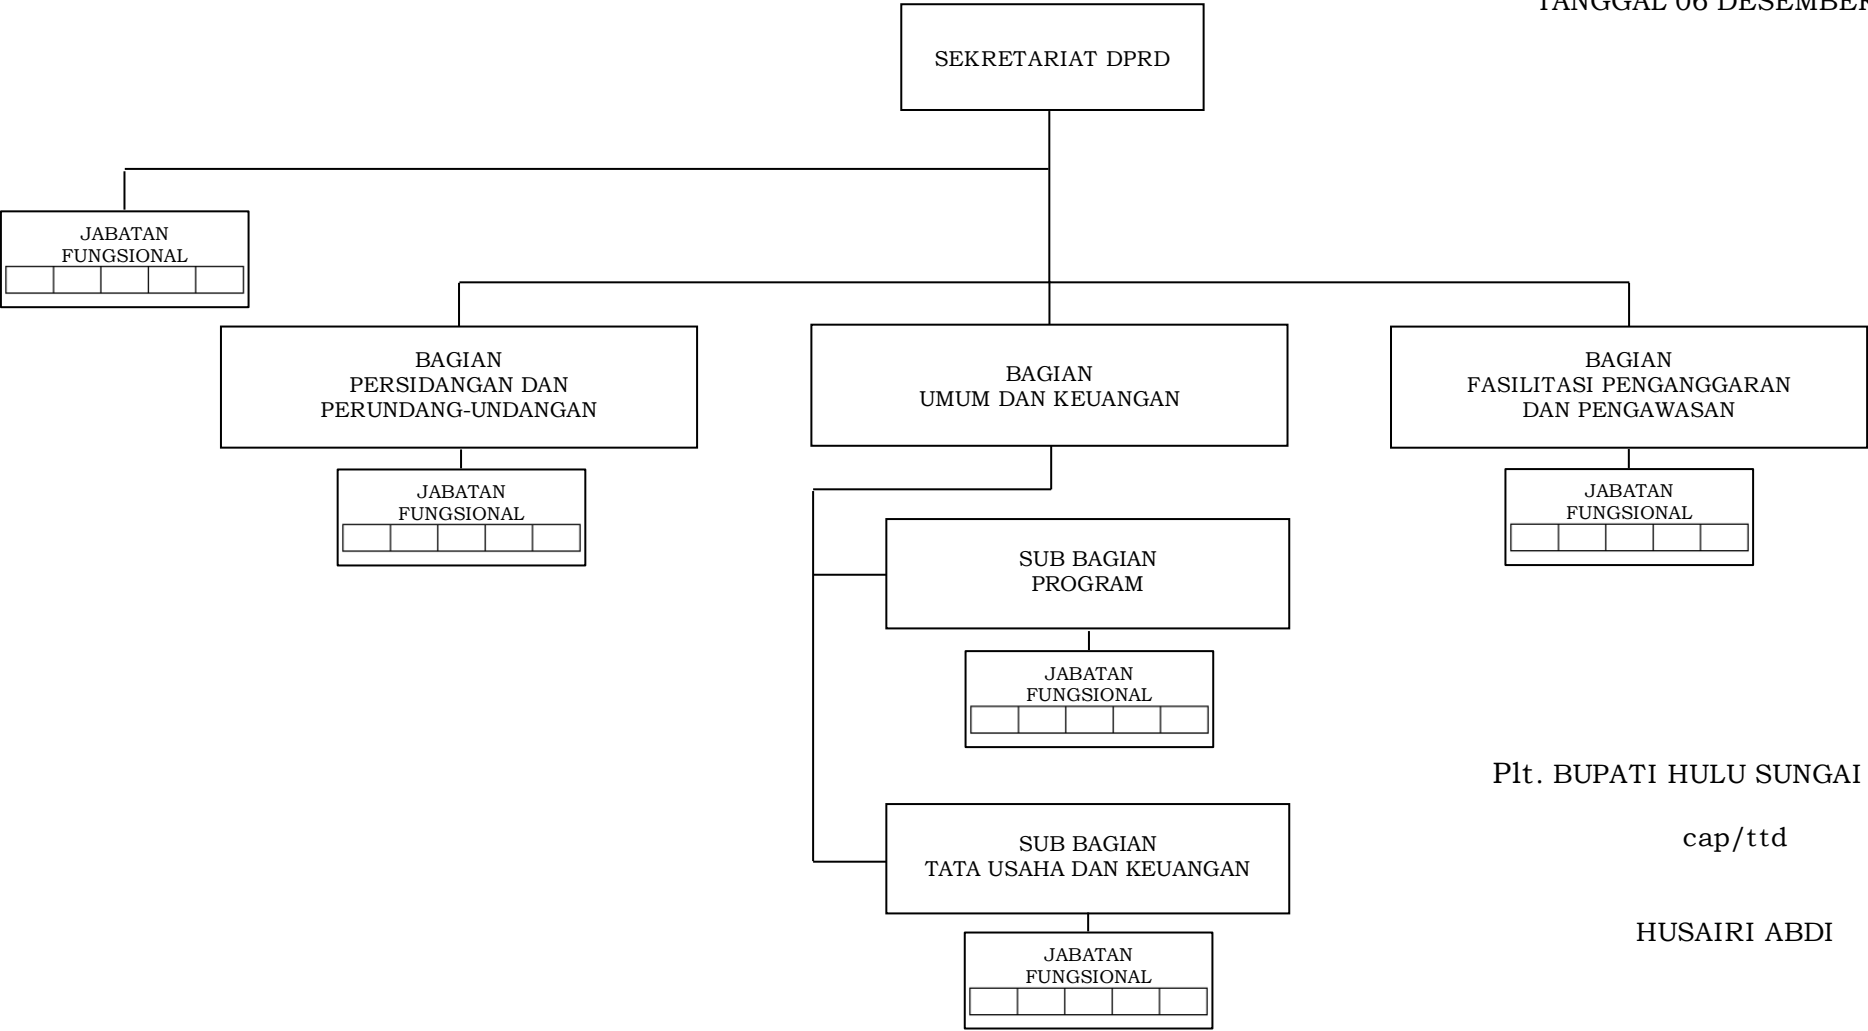 TANGGAL 06 DESEMBER
SEKRETARIAT DPRD
JABATAN
FUNGSIONAL
BAGIAN
PERSIDANGAN DAN
PERUNDANG-UNDANGAN
BAGIAN
UMUM DAN KEUANGAN
BAGIAN
FASILITASI PENGANGGARAN
DAN PENGAWASAN
JABATAN
FUNGSIONAL
JABATAN
FUNGSIONAL
SUB BAGIAN
PROGRAM
JABATAN
FUNGSIONAL
SUB BAGIAN
TATA USAHA DAN KEUANGAN
JABATAN
FUNGSIONAL
Plt. BUPATI HULU SUNGAI
cap/ttd
HUSAIRI ABDI